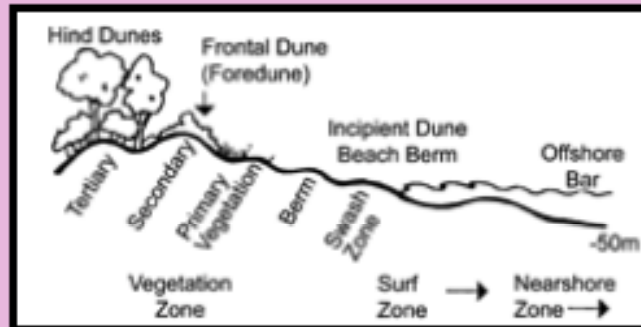 Hind Dunes
Frontal Dune
(Foredune)
Incipient Dune
Beach Berm
Offshore
Bar
Tertiary
Secondary
Primary
Vegetation
Berm
Swash
Zone
-50m
Vegetation
Zone
Surf
Zone
Nearshore
Zone